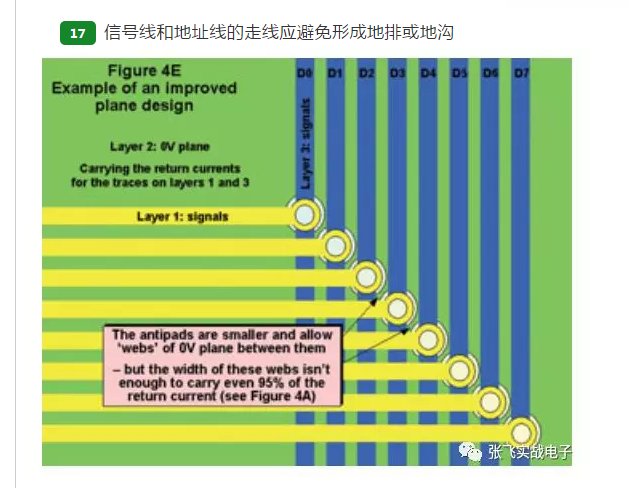 17 信号线和地址线的走线应避免形成地排或地沟
Figure 4E
Example of an improved
plane design
D0 D1 D2 D3 D4 D5 D6 D7
Layer 2: 0V plane
Carrying the return currents
for the traces on layers 1 and 3
Layer 3: signals
Layer 1: signals
The antipads are smaller and allow
'webs' of 0V plane between them
– but the width of these webs isn't
enough to carry even 95% of the
return current (see Figure 4A)
张飞实战电子